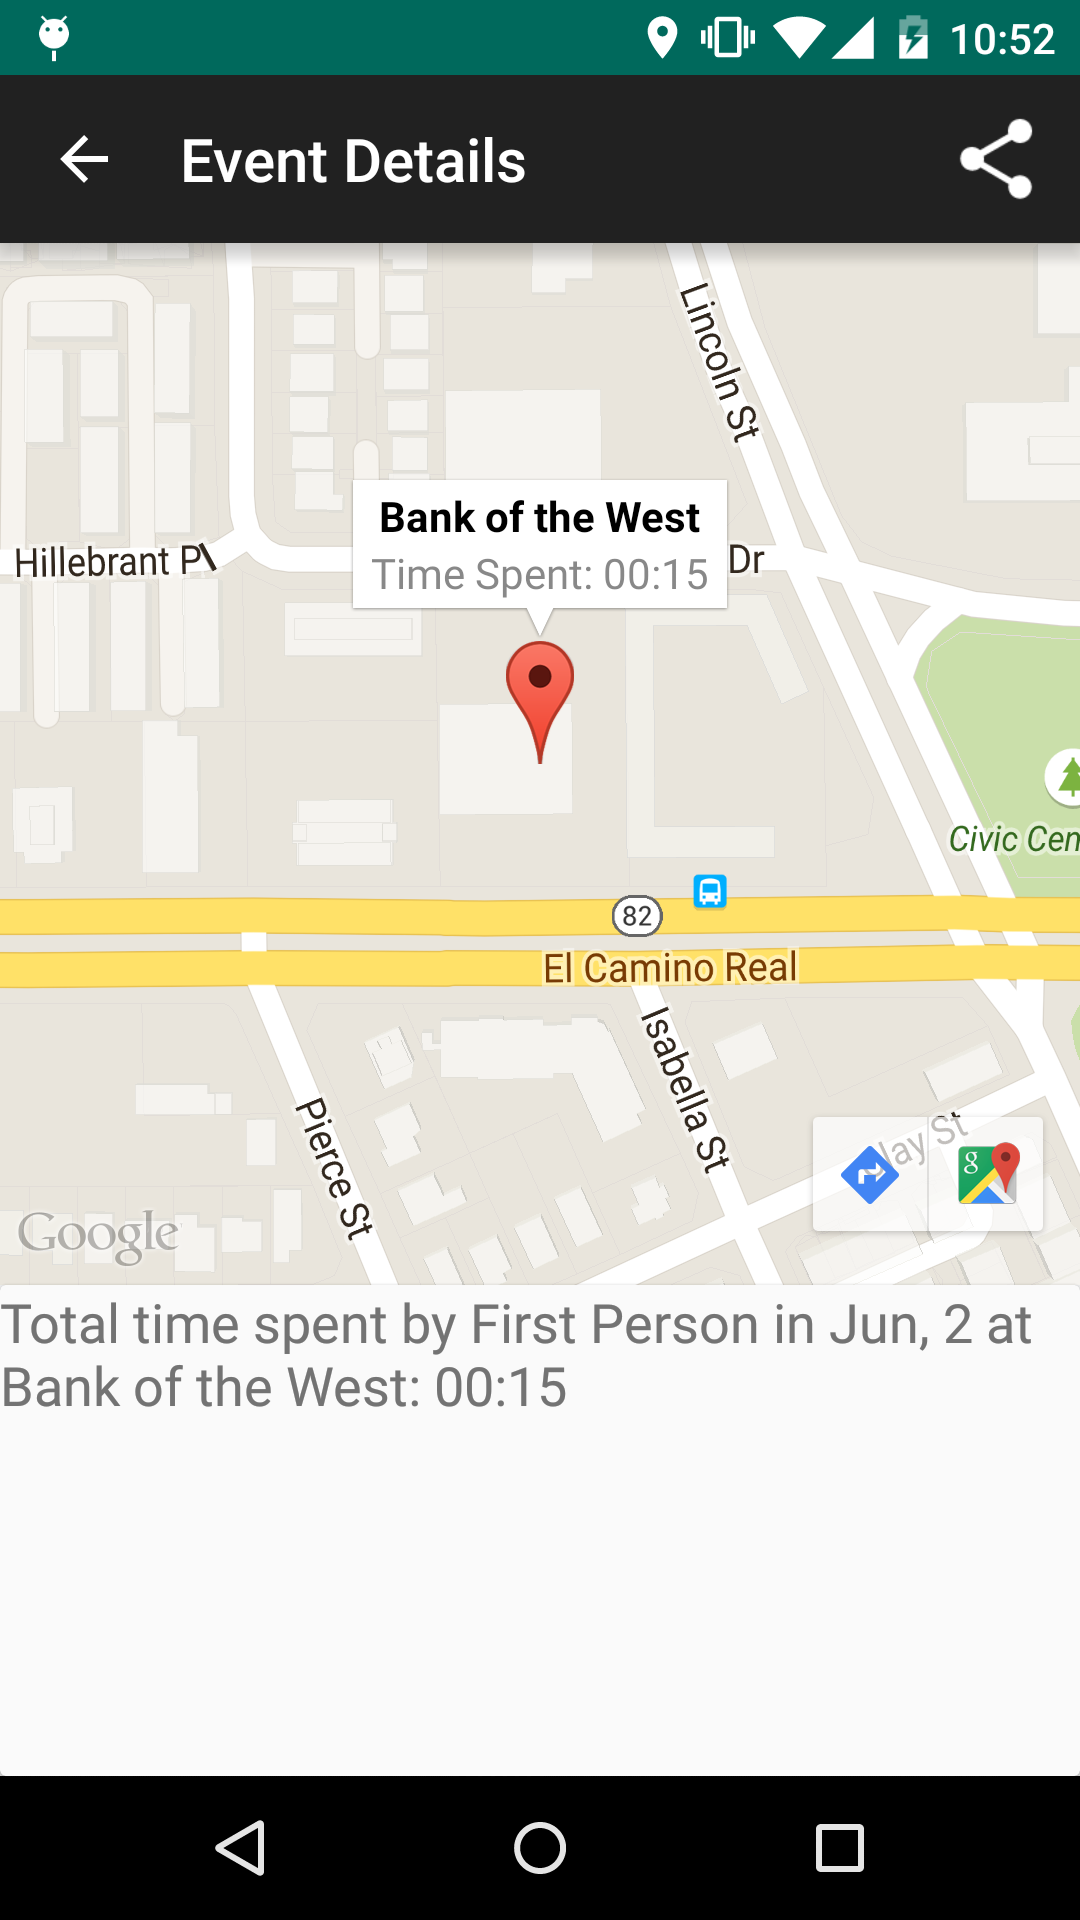 10:52
Event Details
Lincoln St
Bank of the West
Time Spent: 00:15
Hillebrant Pl
Dr
Civic Cen
82
El Camino Real
Isabella St
Pierce St
Jay St
g
Google
Total time spent by First Person in Jun, 2 at
Bank of the West: 00:15